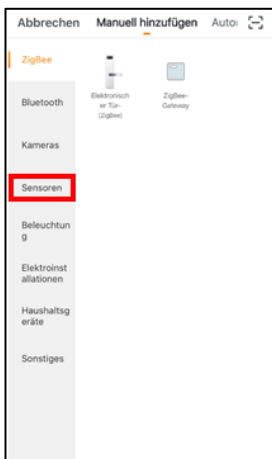 Abbrechen Manuell hinzufügen Auto
ZigBee
Elektronisch
er Tür-
(ZigBee)
ZigBee-
Gateway
Bluetooth
Kameras
Sensoren
Beleuchtun
g
Elektroinst
allationen
Haushaltsg
eräte
Sonstiges